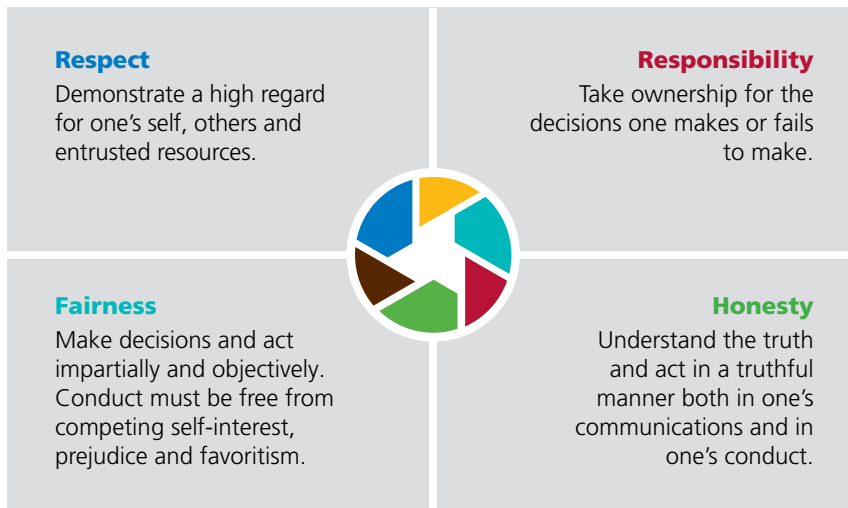 Respect
Demonstrate a high regard
for one’s self, others and
entrusted resources.
Responsibility
Take ownership for the
decisions one makes or fails
to make.
Fairness
Make decisions and act
impartially and objectively.
Conduct must be free from
competing self-interest,
prejudice and favoritism.
Honesty
Understand the truth
and act in a truthful
manner both in one’s
communications and in
one’s conduct.